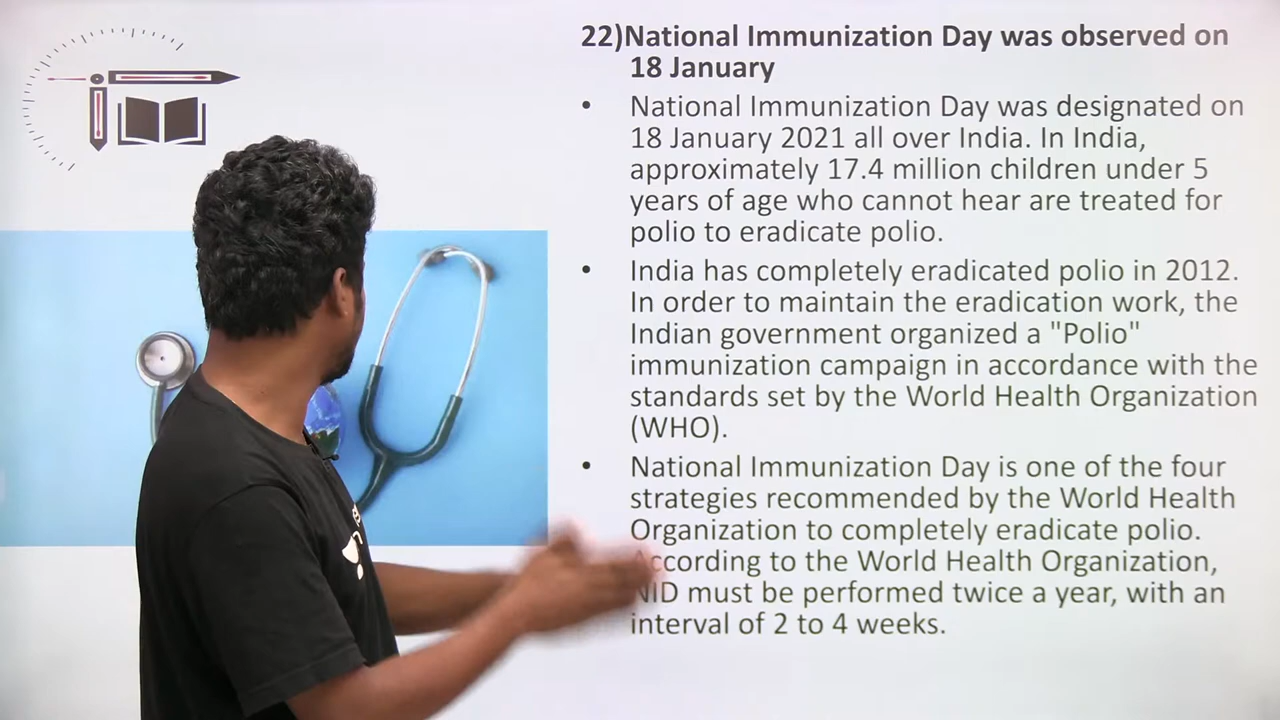 22)National Immunization Day was observed on
18 January
• National Immunization Day was designated on
18 January 2021 all over India. In India,
approximately 17.4 million children under 5
years of age who cannot hear are treated for
polio to eradicate polio.
• India has completely eradicated polio in 2012.
In order to maintain the eradication work, the
Indian government organized a "Polio"
immunization campaign in accordance with the
standards set by the World Health Organization
(WHO).
• National Immunization Day is one of the four
strategies recommended by the World Health
Organization to completely eradicate polio.
According to the World Health Organization,
NID must be performed twice a year, with an
interval of 2 to 4 weeks.